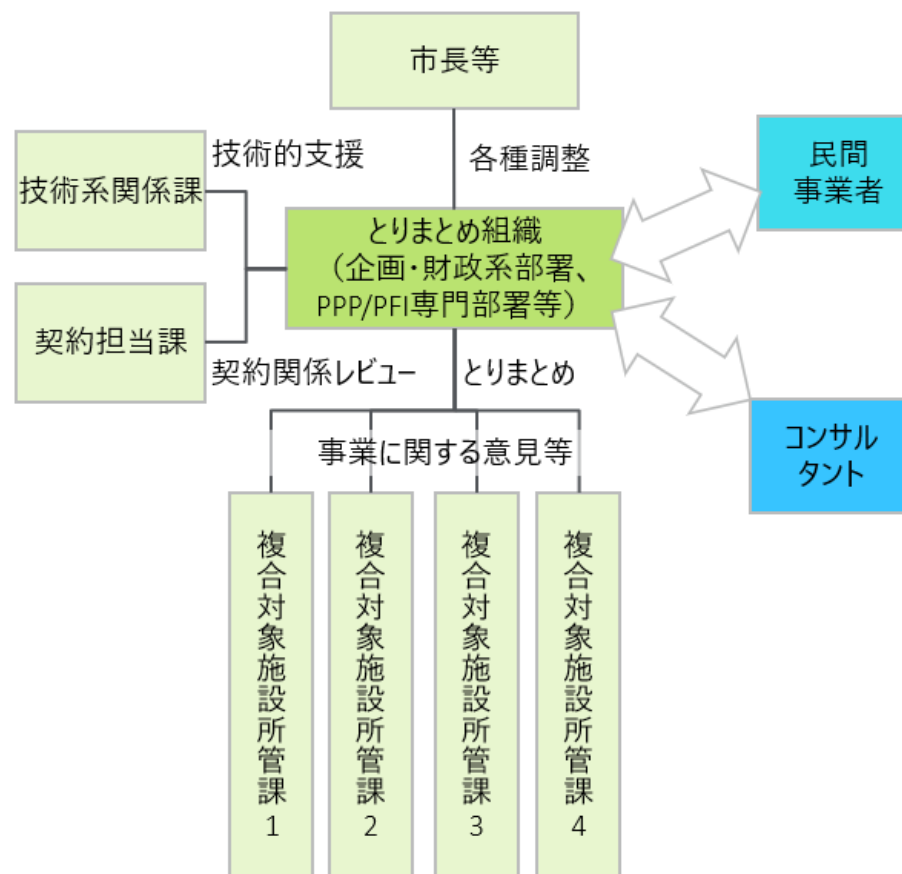 市長等
技術的支援
各種調整
民間
事業者
技術系関係課
とりまとめ組織
（企画・財政系部署、
PPP/PFI専門部署等）
契約担当課
契約関係レビュー
とりまとめ
コンサル
タント
事業に関する意見等
複合対象施設所管課1
複合対象施設所管課2
複合対象施設所管課3
複合対象施設所管課4